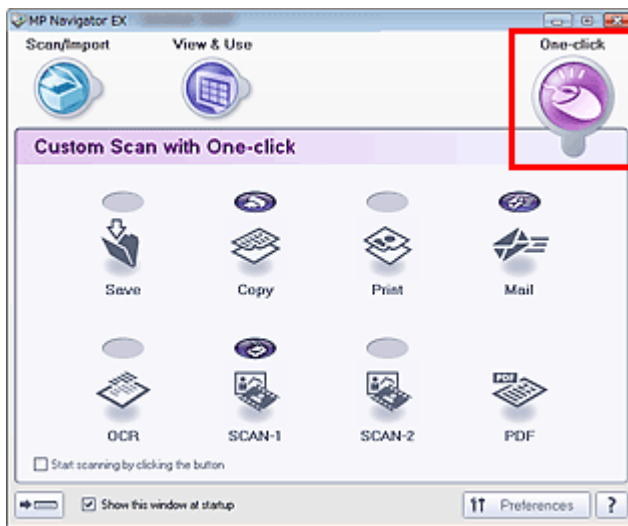 MP Navigator EX
Scan/Import
View & Use
One-click
Custom Scan with One-click
Save
Copy
Print
Mail
OCR
SCAN-1
SCAN-2
PDF
PDF
Start scanning by clicking the button
Show this window at startup
Preferences
?